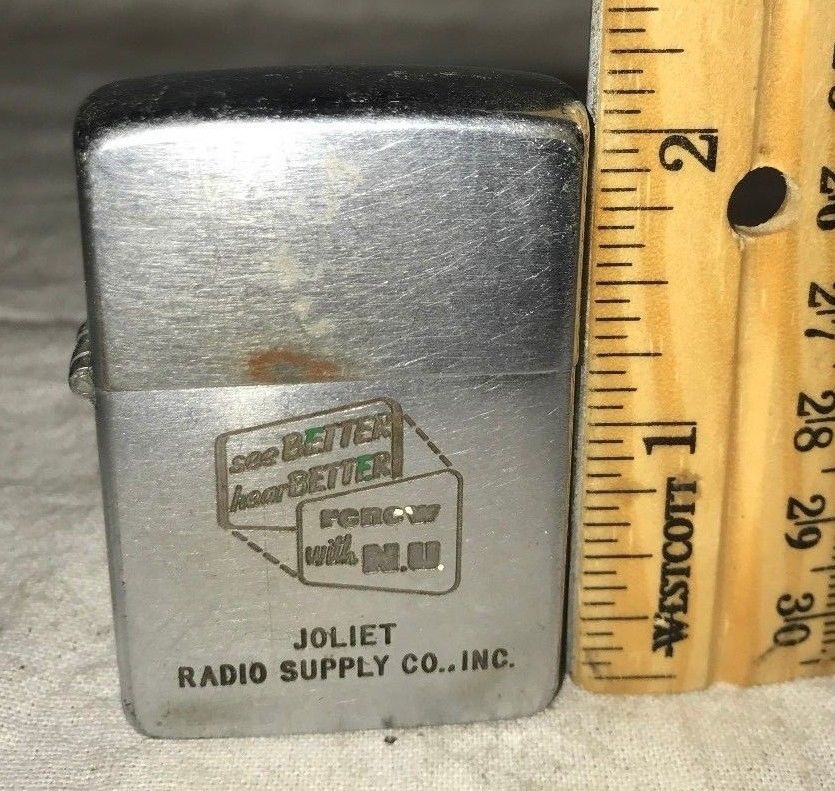 see BETTER
hear BETTER
renew
with N.U.
JOLIET
RADIO SUPPLY CO., INC.
2
1
WESTCOTT
26
27
28
29
30